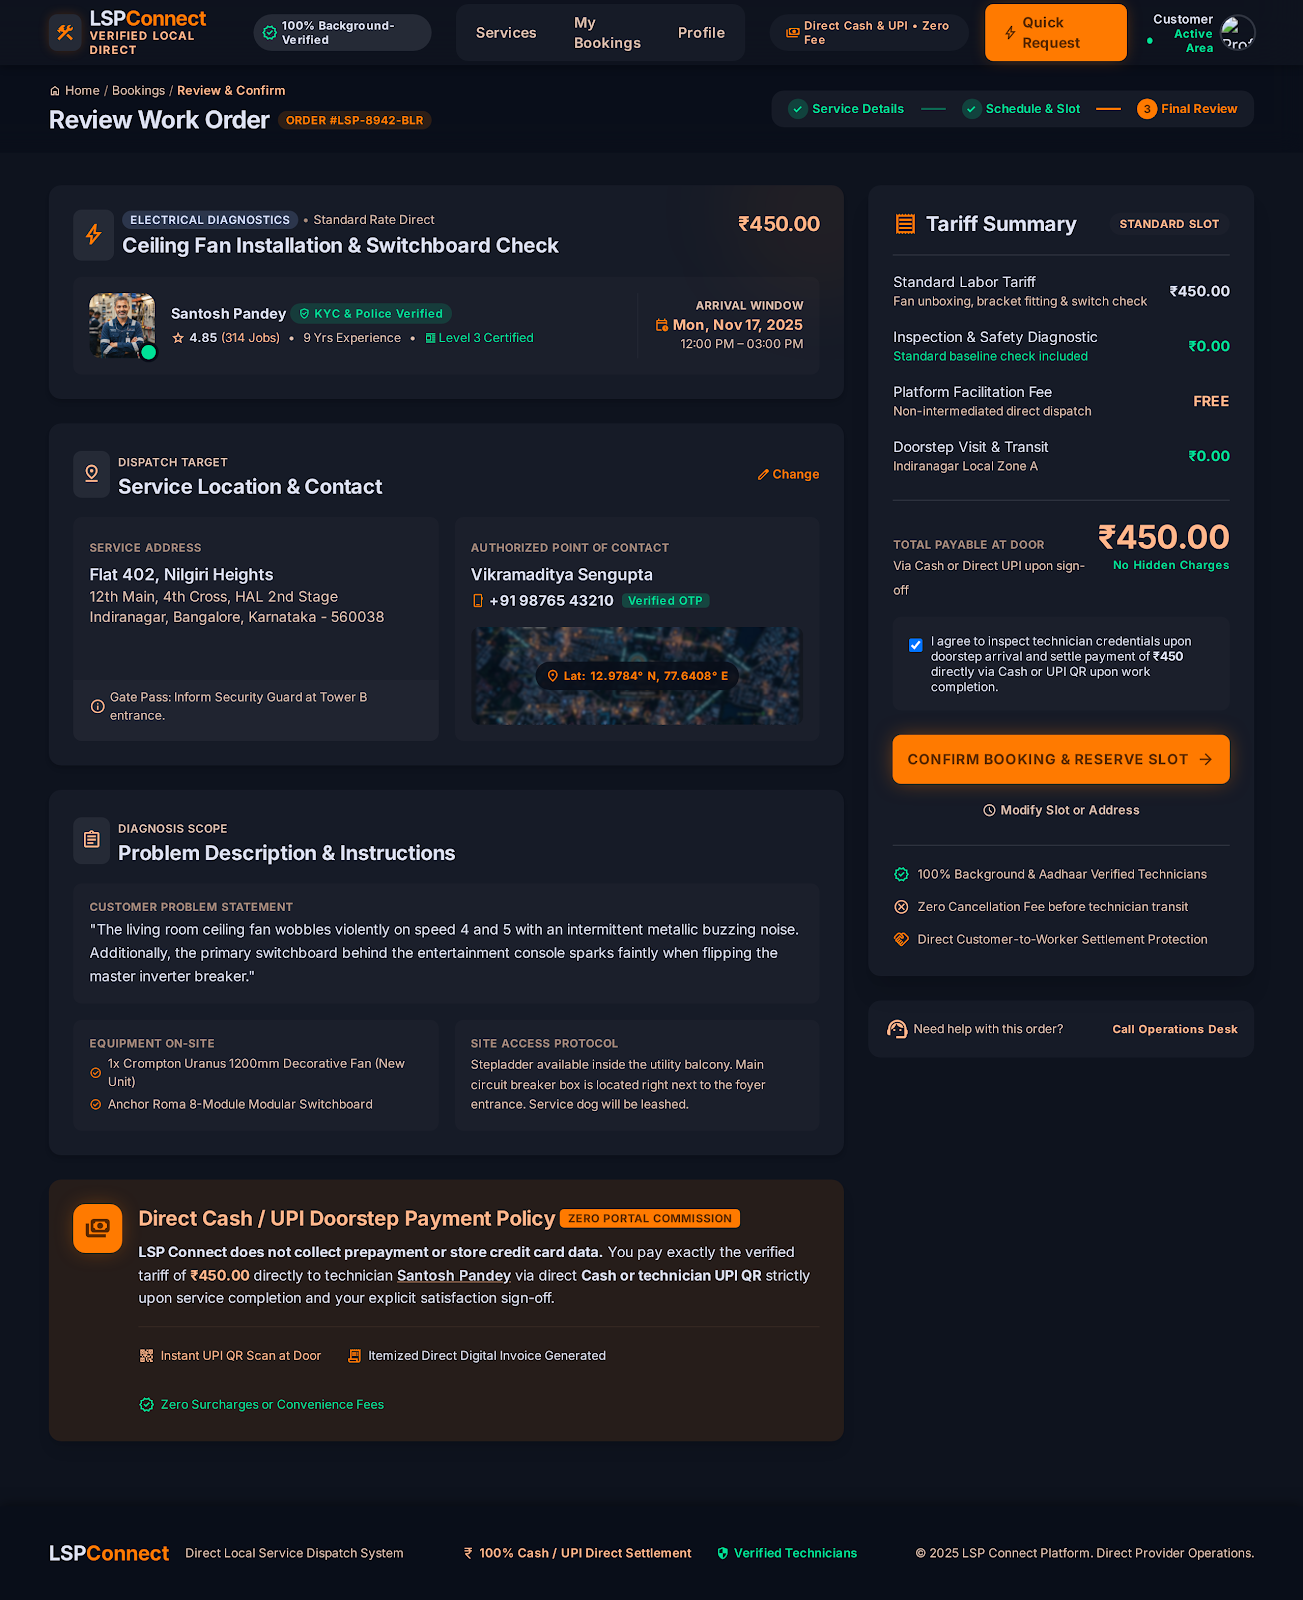 LSPConnect
VERIFIED LOCAL
DIRECT
100% Background-
Verified
Services
My
Bookings
Profile
Direct Cash & UPI • Zero
Fee
Quick
Request
Customer
Active
Area
Home / Bookings / Review & Confirm
Review Work Order
ORDER #LSP-8942-BLR
Service Details
Schedule & Slot
3 Final Review
ELECTRICAL DIAGNOSTICS • Standard Rate Direct
Ceiling Fan Installation & Switchboard Check
₹450.00
Santosh Pandey
KYC & Police Verified
4.85 (314 Jobs) • 9 Yrs Experience • Level 3 Certified
ARRIVAL WINDOW
Mon, Nov 17, 2025
12:00 PM – 03:00 PM
DISPATCH TARGET
Service Location & Contact
Change
SERVICE ADDRESS
Flat 402, Nilgiri Heights
12th Main, 4th Cross, HAL 2nd Stage
Indiranagar, Bangalore, Karnataka - 560038
Gate Pass: Inform Security Guard at Tower B
entrance.
AUTHORIZED POINT OF CONTACT
Vikramaditya Sengupta
+91 98765 43210 Verified OTP
Lat: 12.9784° N, 77.6408° E
DIAGNOSIS SCOPE
Problem Description & Instructions
CUSTOMER PROBLEM STATEMENT
"The living room ceiling fan wobbles violently on speed 4 and 5 with an intermittent metallic buzzing noise.
Additionally, the primary switchboard behind the entertainment console sparks faintly when flipping the
master inverter breaker."
EQUIPMENT ON-SITE
1x Crompton Uranus 1200mm Decorative Fan (New
Unit)
Anchor Roma 8-Module Modular Switchboard
SITE ACCESS PROTOCOL
Stepladder available inside the utility balcony. Main
circuit breaker box is located right next to the foyer
entrance. Service dog will be leashed.
Direct Cash / UPI Doorstep Payment Policy
ZERO PORTAL COMMISSION
LSP Connect does not collect prepayment or store credit card data. You pay exactly the verified
tariff of ₹450.00 directly to technician Santosh Pandey via direct Cash or technician UPI QR strictly
upon service completion and your explicit satisfaction sign-off.
Instant UPI QR Scan at Door
Itemized Direct Digital Invoice Generated
Zero Surcharges or Convenience Fees
Tariff Summary
STANDARD SLOT
Standard Labor Tariff
Fan unboxing, bracket fitting & switch check
₹450.00
Inspection & Safety Diagnostic
Standard baseline check included
₹0.00
Platform Facilitation Fee
Non-intermediated direct dispatch
FREE
Doorstep Visit & Transit
Indiranagar Local Zone A
₹0.00
TOTAL PAYABLE AT DOOR
Via Cash or Direct UPI upon sign-
off
₹450.00
No Hidden Charges
I agree to inspect technician credentials upon
doorstep arrival and settle payment of ₹450
directly via Cash or UPI QR upon work
completion.
CONFIRM BOOKING & RESERVE SLOT
Modify Slot or Address
100% Background & Aadhaar Verified Technicians
Zero Cancellation Fee before technician transit
Direct Customer-to-Worker Settlement Protection
Need help with this order?
Call Operations Desk
LSPConnect
Direct Local Service Dispatch System
₹ 100% Cash / UPI Direct Settlement
Verified Technicians
© 2025 LSP Connect Platform. Direct Provider Operations.